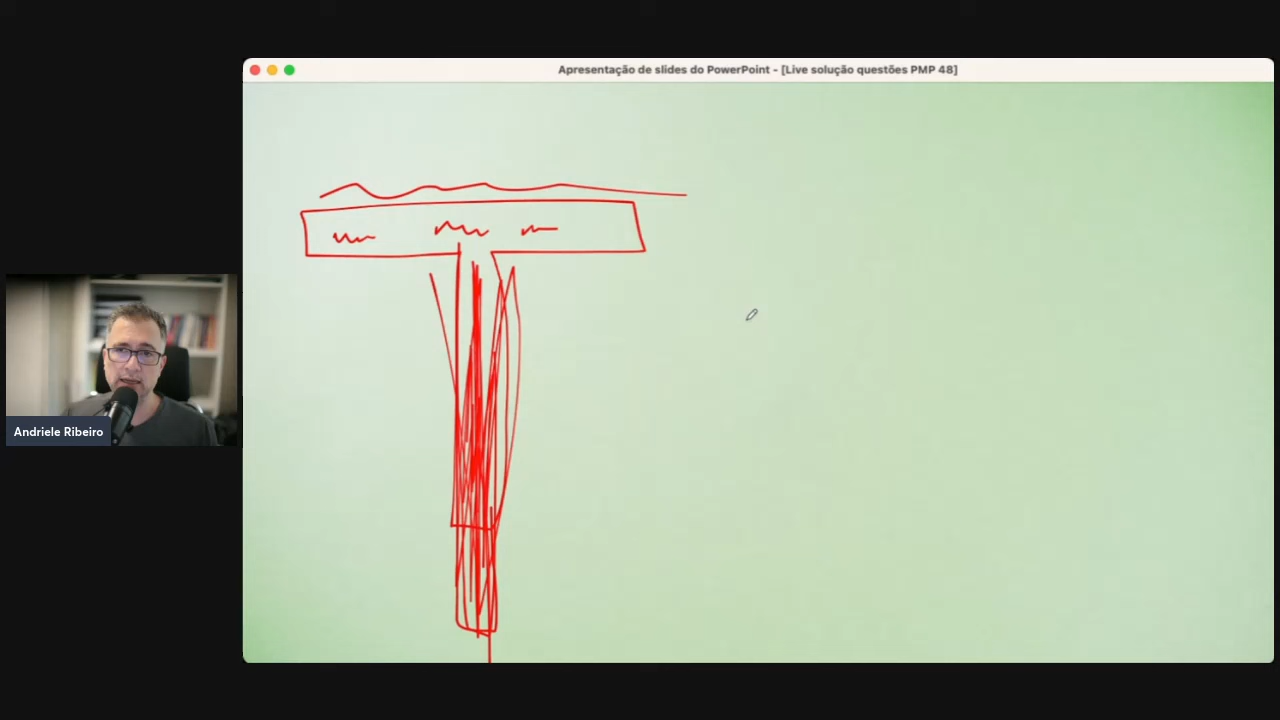 Apresentação de slides do PowerPoint - [Live solução questões PMP 48]
Andriele Ribeiro